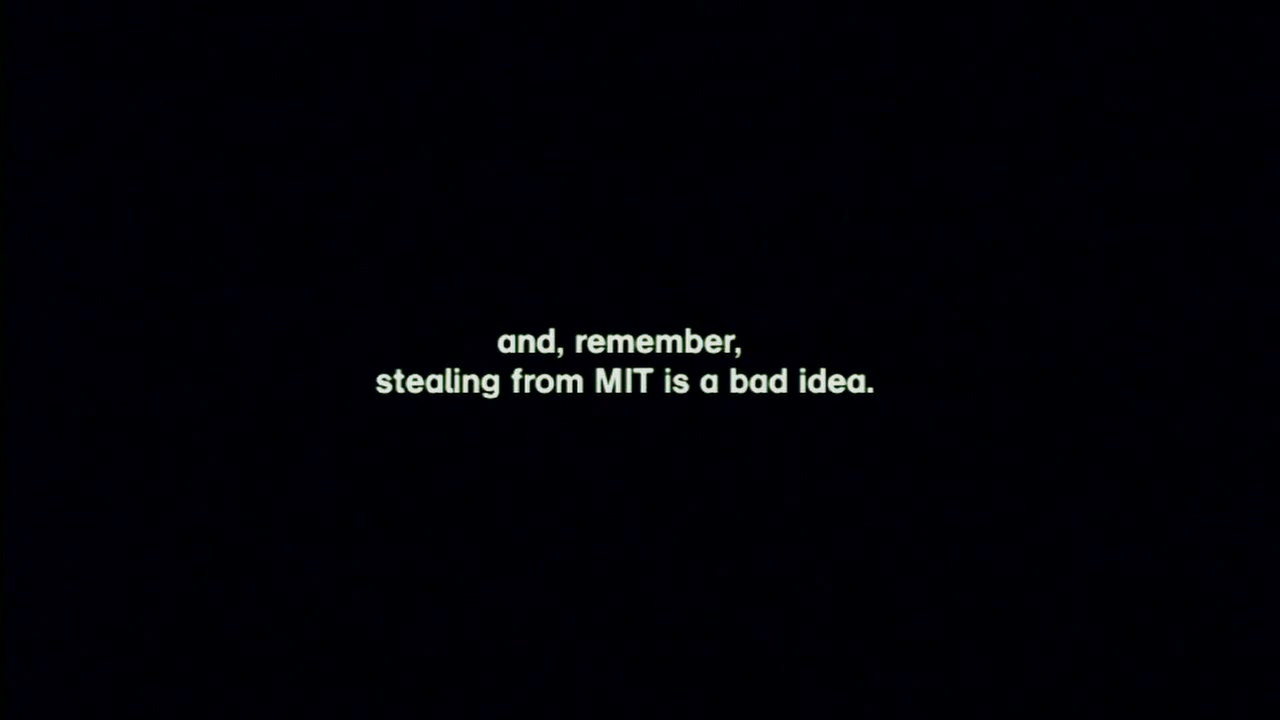 and, remember,
stealing from MIT is a bad idea.